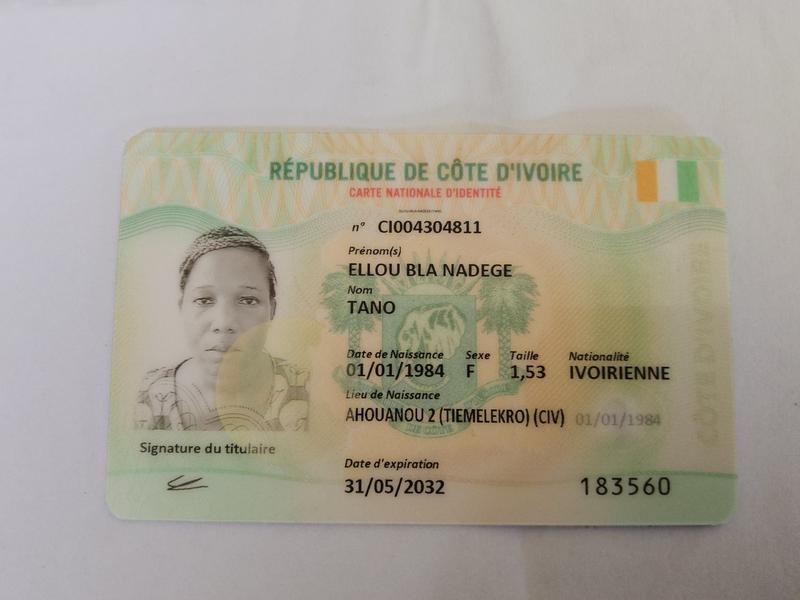 RÉPUBLIQUE DE CÔTE D'IVOIRE
CARTE NATIONALE D'IDENTITÉ
n° CI004304811
Prénom(s)
ELLOU BLA NADEGE
Nom
TANO
Date de Naissance Sexe Taille Nationalité
01/01/1984 F 1,53 IVOIRIENNE
Lieu de Naissance
AHOUANOU 2 (TIEMELEKRO) (CIV) 01/01/1984
Signature du titulaire
Date d'expiration
31/05/2032
183560